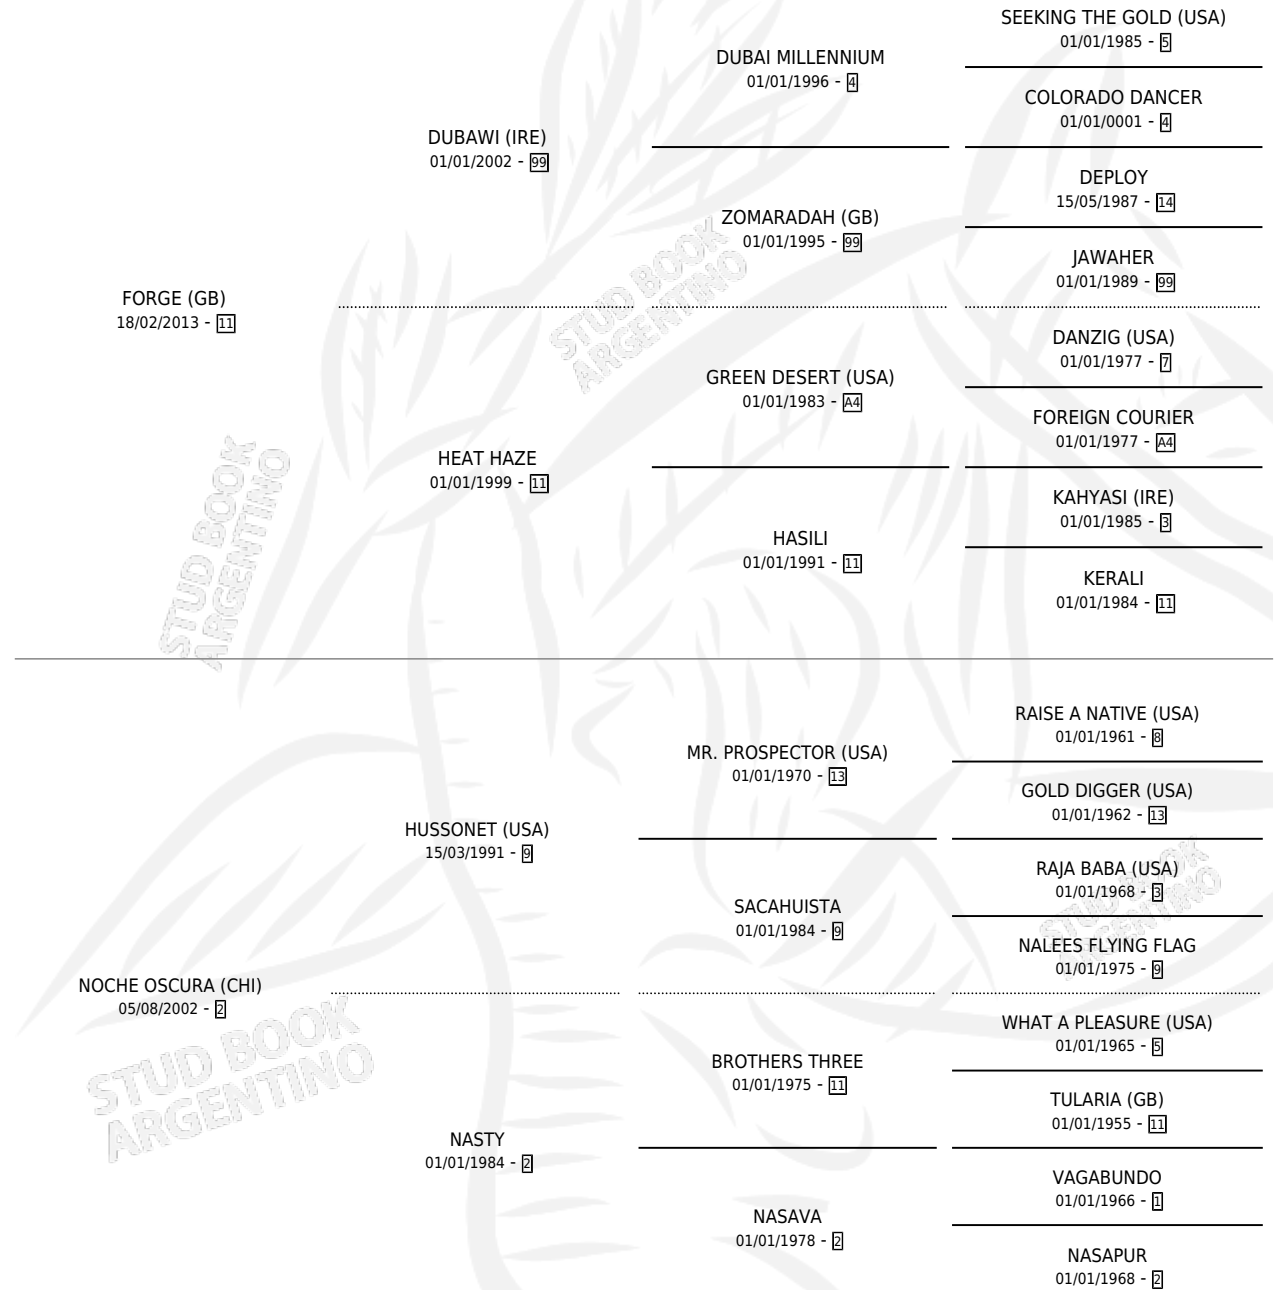 SEEKING THE GOLD (USA)
01/01/1985 - 5
DUBAI MILLENNIUM
01/01/1996 - 4
COLORADO DANCER
01/01/0001 - 4
DUBAWI (IRE)
01/01/2002 - 99
DEPLOY
15/05/1987 - 14
ZOMARADAH (GB)
01/01/1995 - 99
JAWAHER
01/01/1989 - 99
FORGE (GB)
18/02/2013 - 11
DANZIG (USA)
01/01/1977 - 7
GREEN DESERT (USA)
01/01/1983 - A4
FOREIGN COURIER
01/01/1977 - A4
HEAT HAZE
01/01/1999 - 11
KAHYASI (IRE)
01/01/1985 - 3
HASILI
01/01/1991 - 11
KERALI
01/01/1984 - 11
RAISE A NATIVE (USA)
01/01/1961 - 8
MR. PROSPECTOR (USA)
01/01/1970 - 13
GOLD DIGGER (USA)
01/01/1962 - 13
HUSSONET (USA)
15/03/1991 - 9
RAJA BABA (USA)
01/01/1968 - 3
SACAHUISTA
01/01/1984 - 9
NALEES FLYING FLAG
01/01/1975 - 9
NOCHE OSCURA (CHI)
05/08/2002 - 2
WHAT A PLEASURE (USA)
01/01/1965 - 5
BROTHERS THREE
01/01/1975 - 11
TULARIA (GB)
01/01/1955 - 11
NASTY
01/01/1984 - 2
VAGABUNDO
01/01/1966 - 1
NASAVA
01/01/1978 - 2
NASAPUR
01/01/1968 - 2
STUD BOOK
ARGENTINO
STUD BOOK
ARGENTINO
STUD BOOK
ARGENTINO
STUD BOOK
ARGENTINO